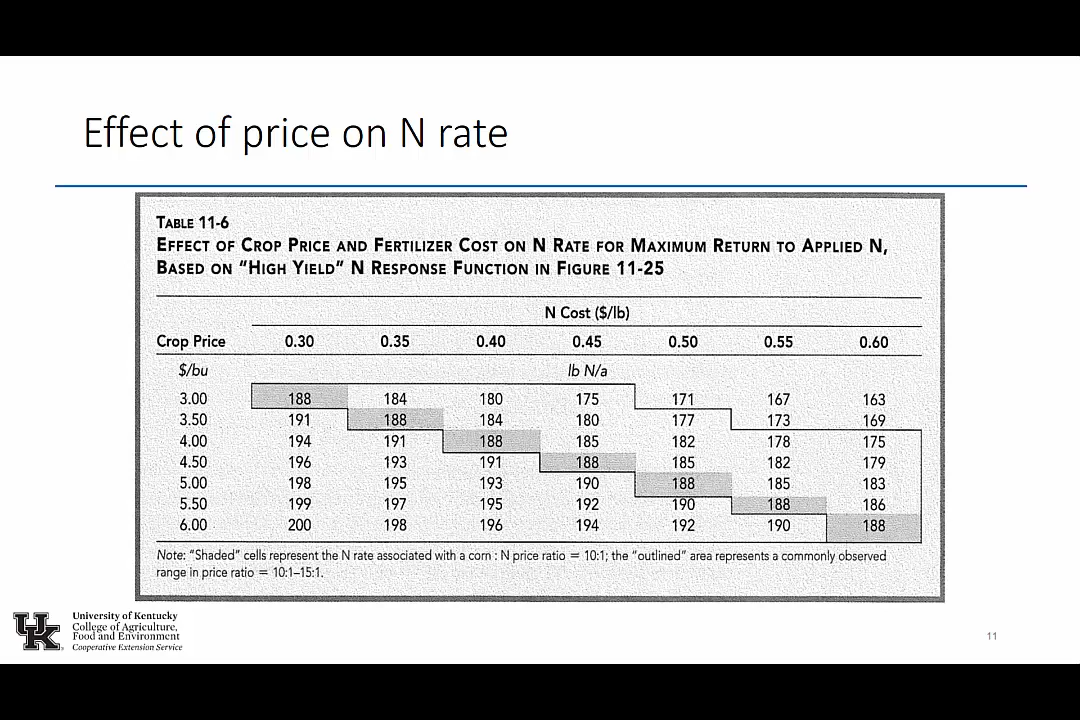 Effect of price on N rate
TABLE 11-6
EFFECT OF CROP PRICE AND FERTILIZER COST ON N RATE FOR MAXIMUM RETURN TO APPLIED N,
BASED ON “HIGH YIELD” N RESPONSE FUNCTION IN FIGURE 11-25
N Cost ($/lb)
Crop Price 0.30 0.35 0.40 0.45 0.50 0.55 0.60
$/bu lb N/a
3.00 188 184 180 175 171 167 163
3.50 191 188 184 180 177 173 169
4.00 194 191 188 185 182 178 175
4.50 196 193 191 188 185 182 179
5.00 198 195 193 190 188 185 183
5.50 199 197 195 192 190 188 186
6.00 200 198 196 194 192 190 188
Note: “Shaded” cells represent the N rate associated with a corn : N price ratio = 10:1; the “outlined” area represents a commonly observed
range in price ratio = 10:1–15:1.
UK
University of Kentucky
College of Agriculture,
Food and Environment
Cooperative Extension Service
11